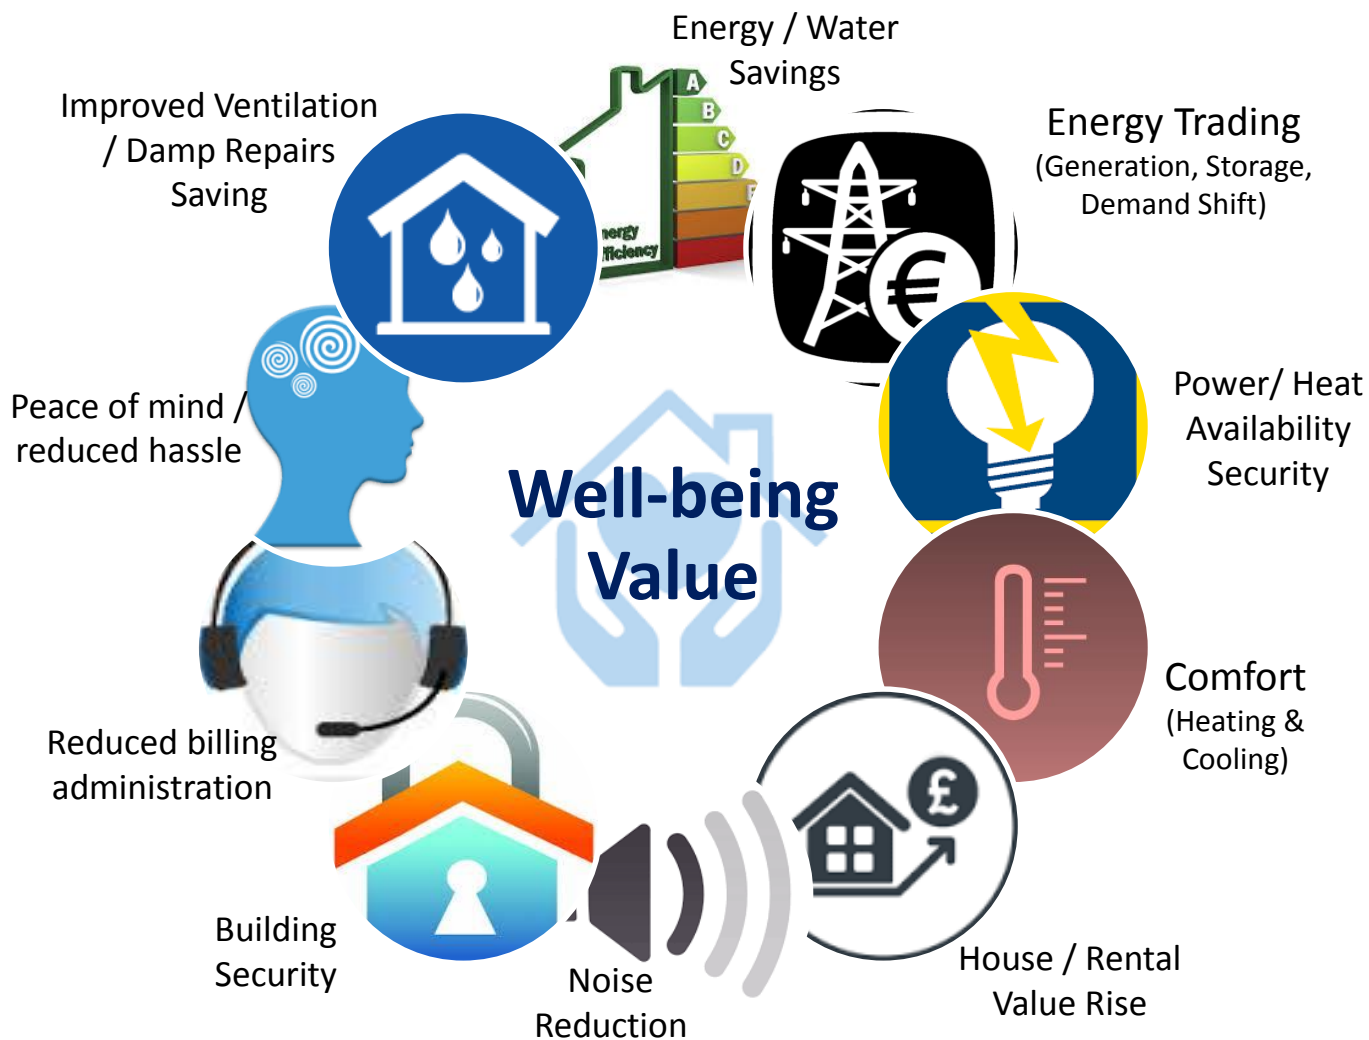 Energy / Water
Savings
Improved Ventilation
/ Damp Repairs
Saving
A
B
C
D
Energy Trading
(Generation, Storage,
Demand Shift)
€
Peace of mind /
reduced hassle
Well-being
Value
Power/ Heat
Availability
Security
Comfort
(Heating &
Cooling)
£
Reduced billing
administration
Building
Security
Noise
Reduction
House / Rental
Value Rise